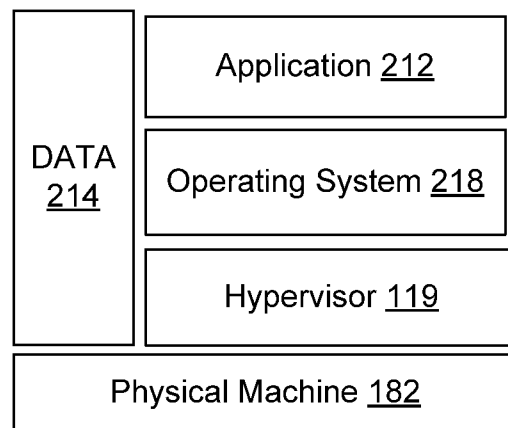 Application 212
DATA
214
Operating System 218
Hypervisor 119
Physical Machine 182